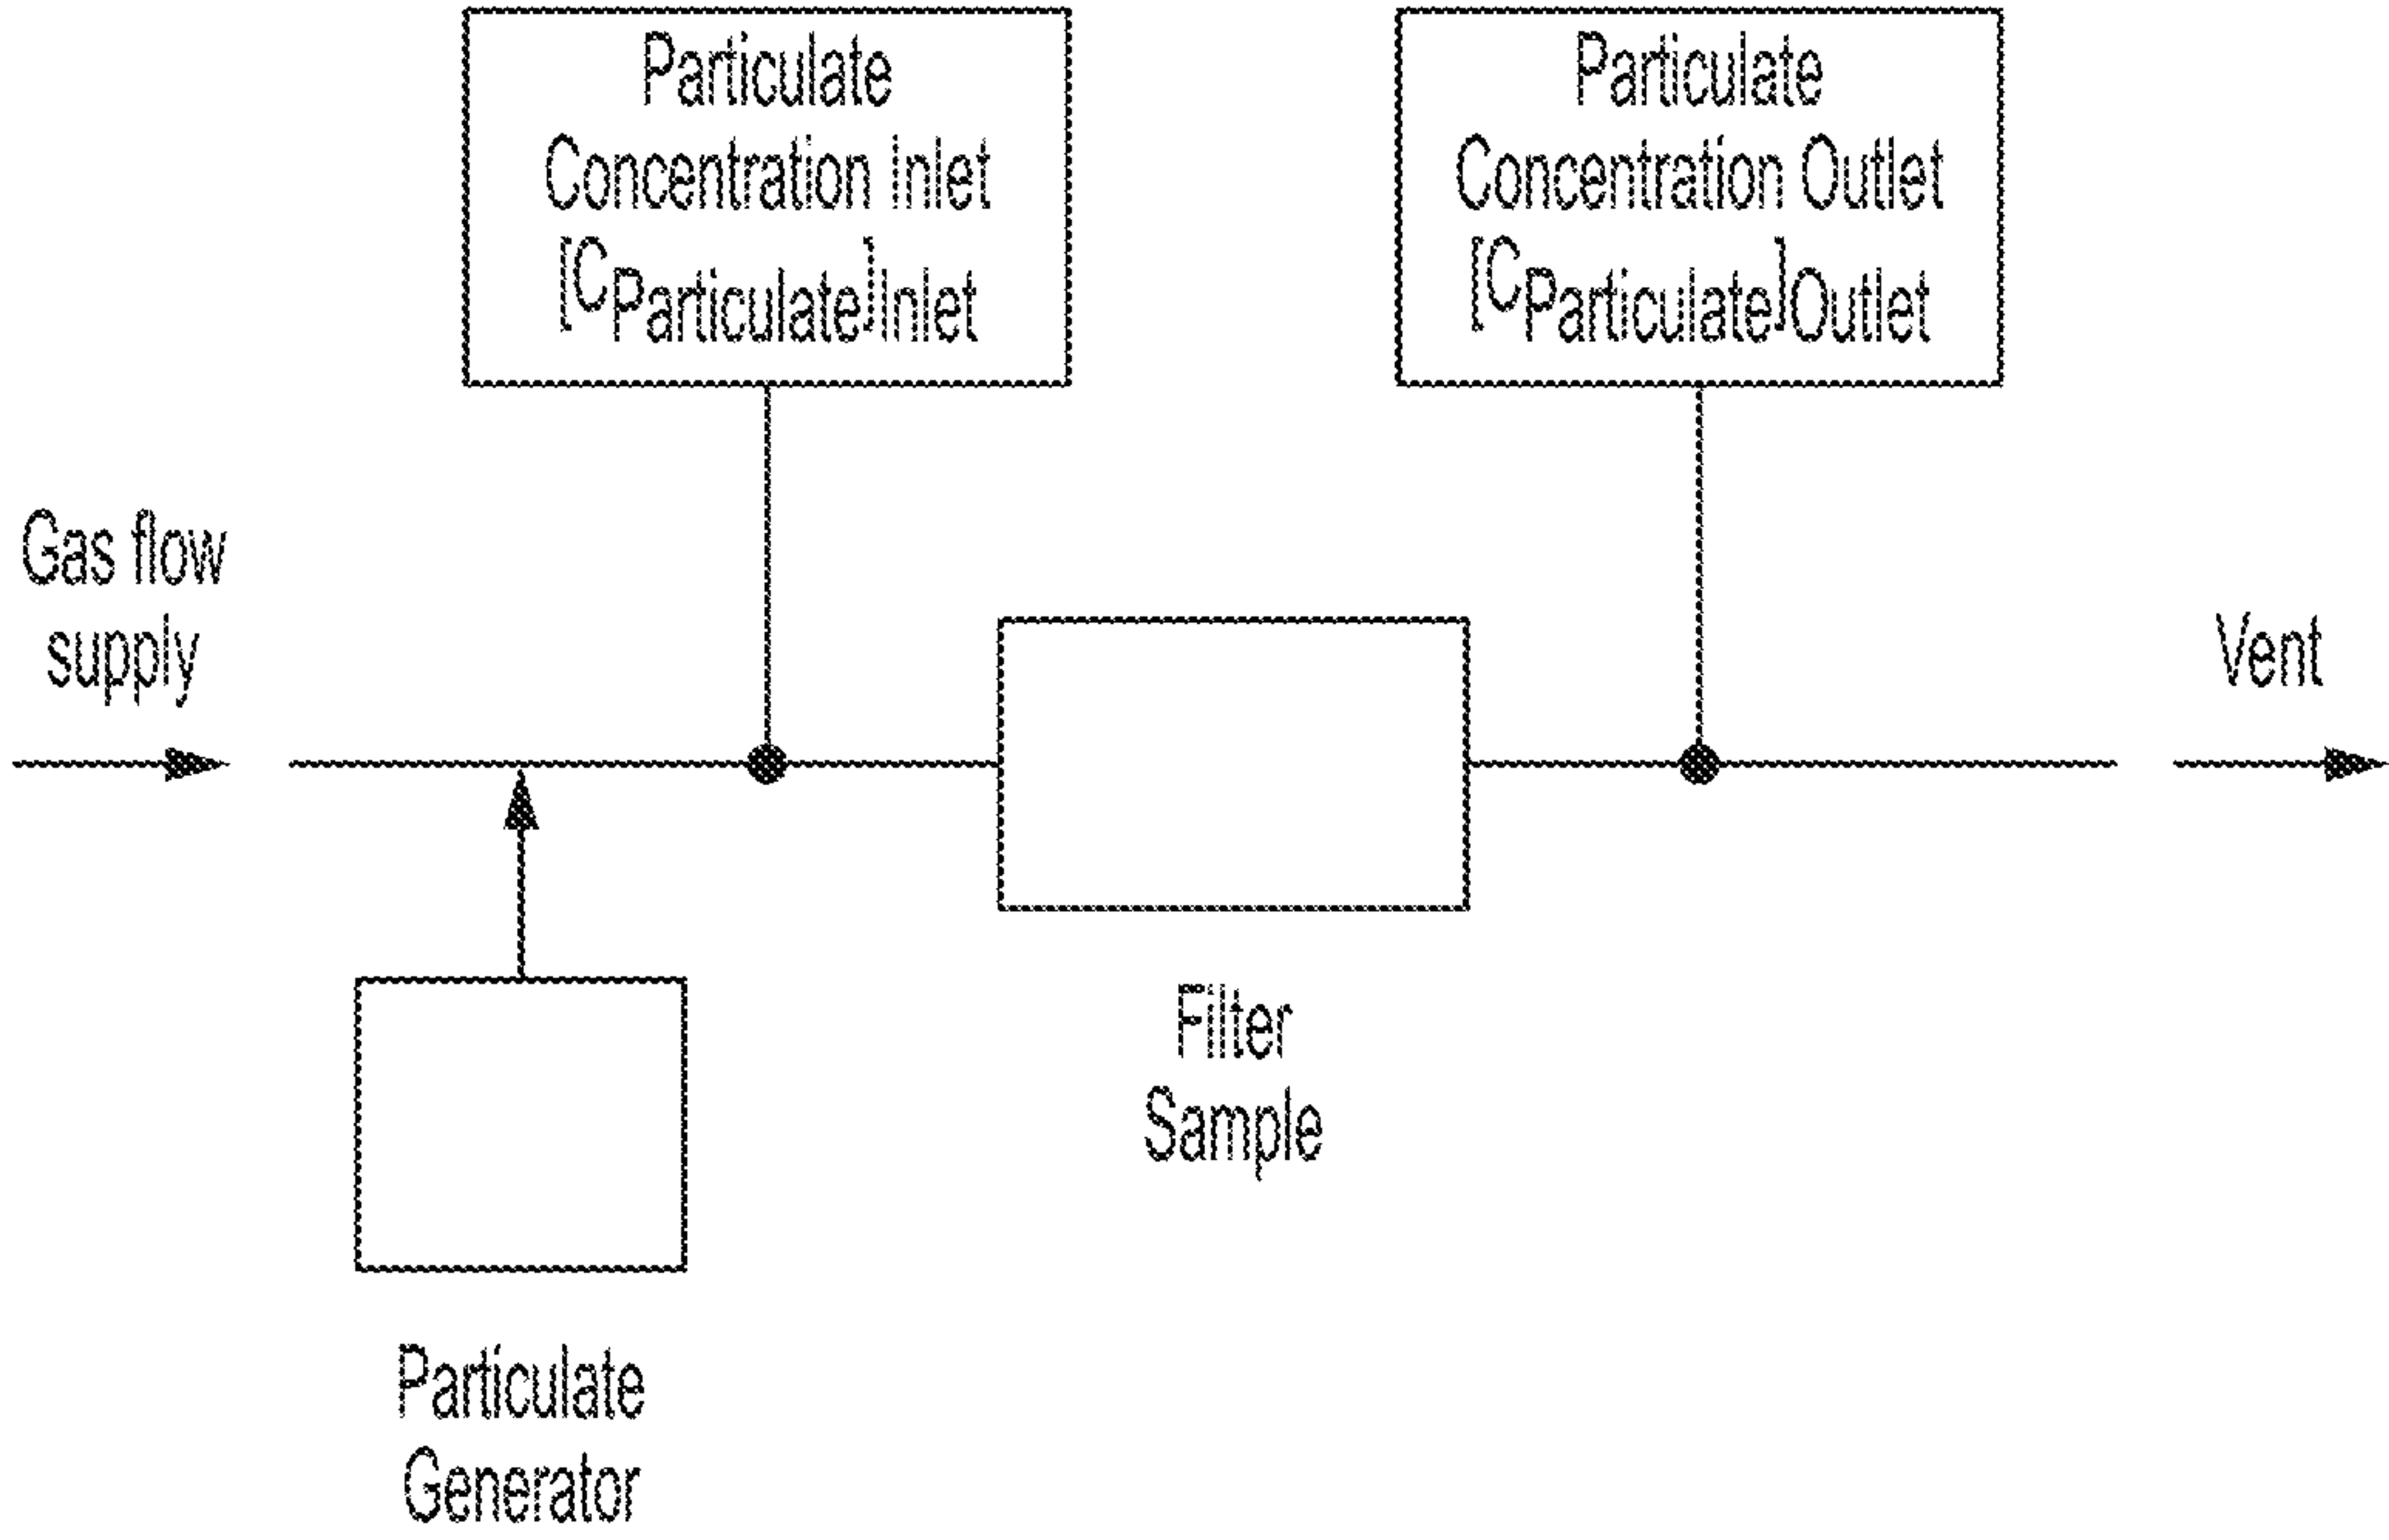 Particulate
Concentration Inlet
[CParticulate]Inlet
Particulate
Concentration Outlet
[CParticulate]Outlet
Gas flow
supply
Vent
Filter
Sample
Particulate
Generator